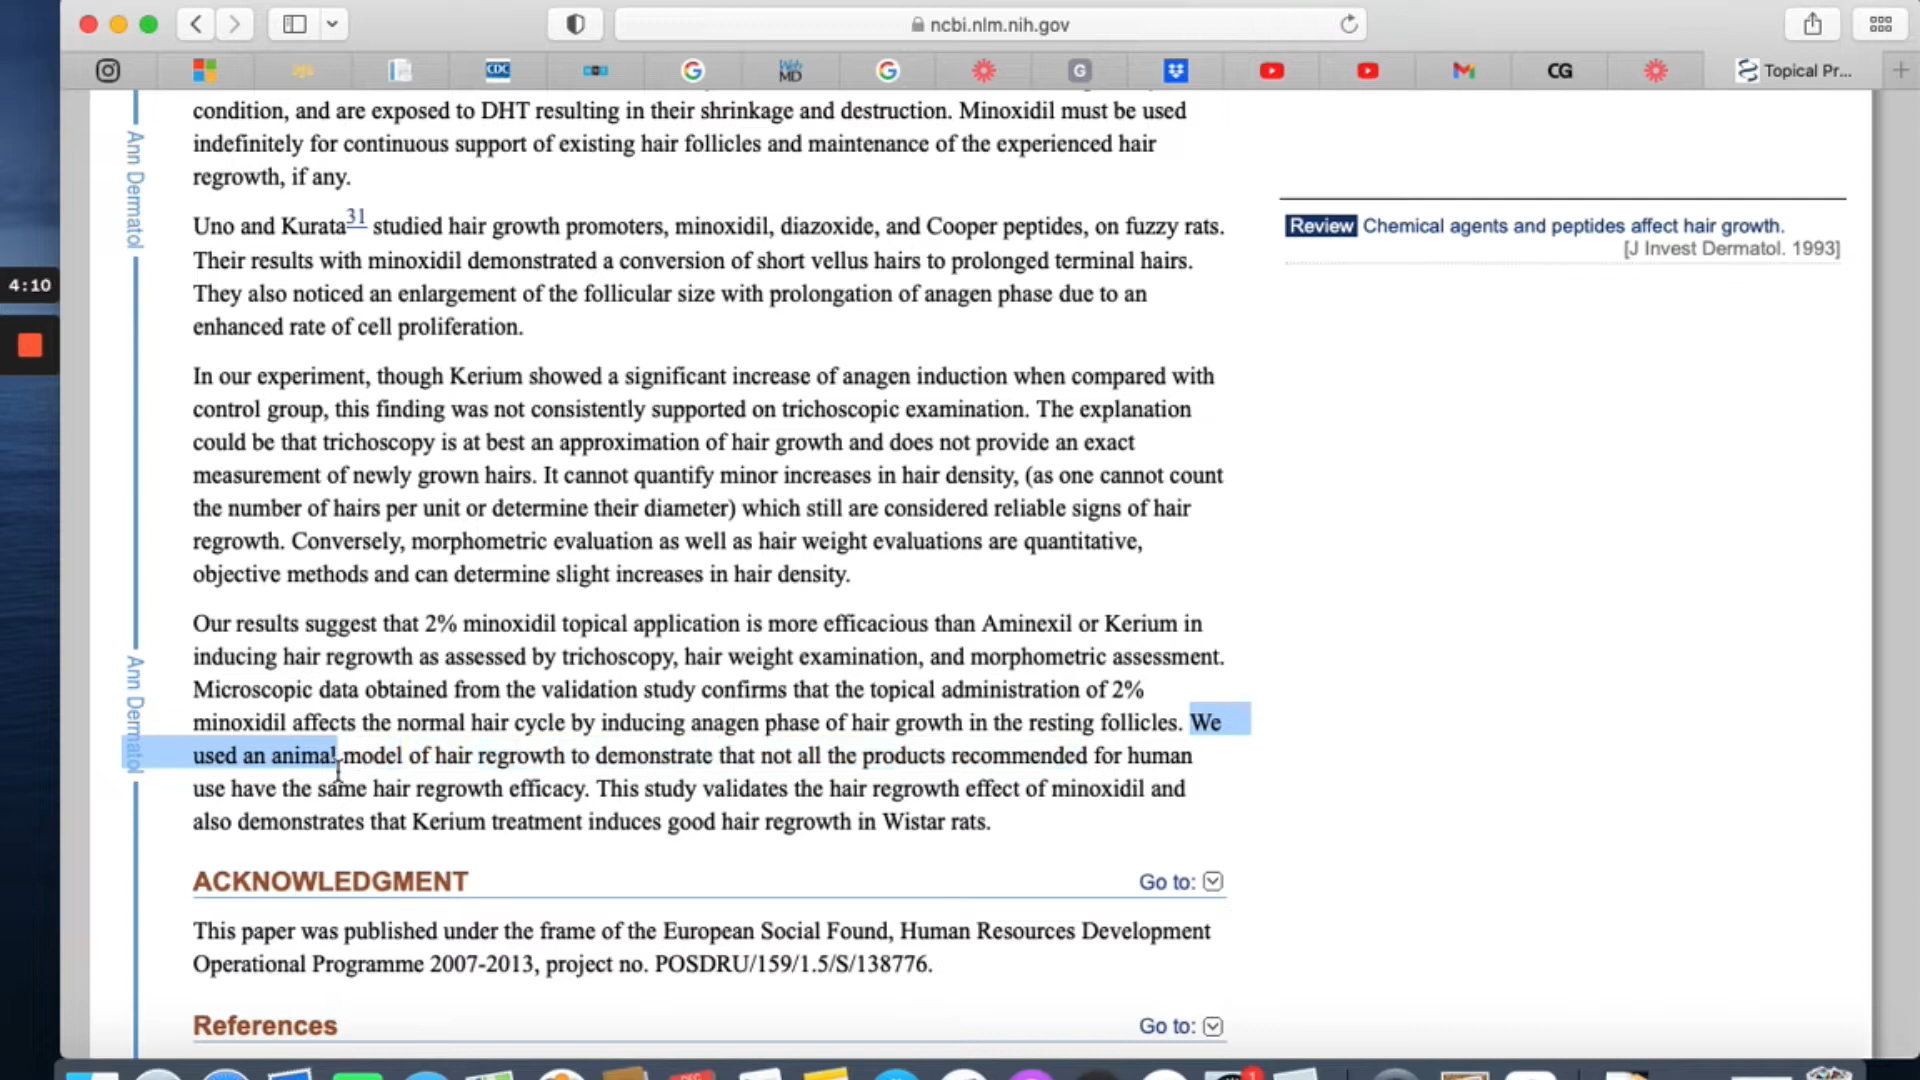 ncbi.nlm.nih.gov
CDC
Web
MD
G
CG
Topical Pr...
condition, and are exposed to DHT resulting in their shrinkage and destruction. Minoxidil must be used
indefinitely for continuous support of existing hair follicles and maintenance of the experienced hair
regrowth, if any.
Uno and Kurata31 studied hair growth promoters, minoxidil, diazoxide, and Cooper peptides, on fuzzy rats.
Their results with minoxidil demonstrated a conversion of short vellus hairs to prolonged terminal hairs.
They also noticed an enlargement of the follicular size with prolongation of anagen phase due to an
enhanced rate of cell proliferation.
In our experiment, though Kerium showed a significant increase of anagen induction when compared with
control group, this finding was not consistently supported on trichoscopic examination. The explanation
could be that trichoscopy is at best an approximation of hair growth and does not provide an exact
measurement of newly grown hairs. It cannot quantify minor increases in hair density, (as one cannot count
the number of hairs per unit or determine their diameter) which still are considered reliable signs of hair
regrowth. Conversely, morphometric evaluation as well as hair weight evaluations are quantitative,
objective methods and can determine slight increases in hair density.
Our results suggest that 2% minoxidil topical application is more efficacious than Aminexil or Kerium in
inducing hair regrowth as assessed by trichoscopy, hair weight examination, and morphometric assessment.
Microscopic data obtained from the validation study confirms that the topical administration of 2%
minoxidil affects the normal hair cycle by inducing anagen phase of hair growth in the resting follicles. We
used an animal model of hair regrowth to demonstrate that not all the products recommended for human
use have the same hair regrowth efficacy. This study validates the hair regrowth effect of minoxidil and
also demonstrates that Kerium treatment induces good hair regrowth in Wistar rats.
ACKNOWLEDGMENT
Go to:
This paper was published under the frame of the European Social Found, Human Resources Development
Operational Programme 2007-2013, project no. POSDRU/159/1.5/S/138776.
References
Go to:
Review Chemical agents and peptides affect hair growth.
[J Invest Dermatol. 1993]
Ann Dermatol
Ann Dermatol
4:10
DEC
1